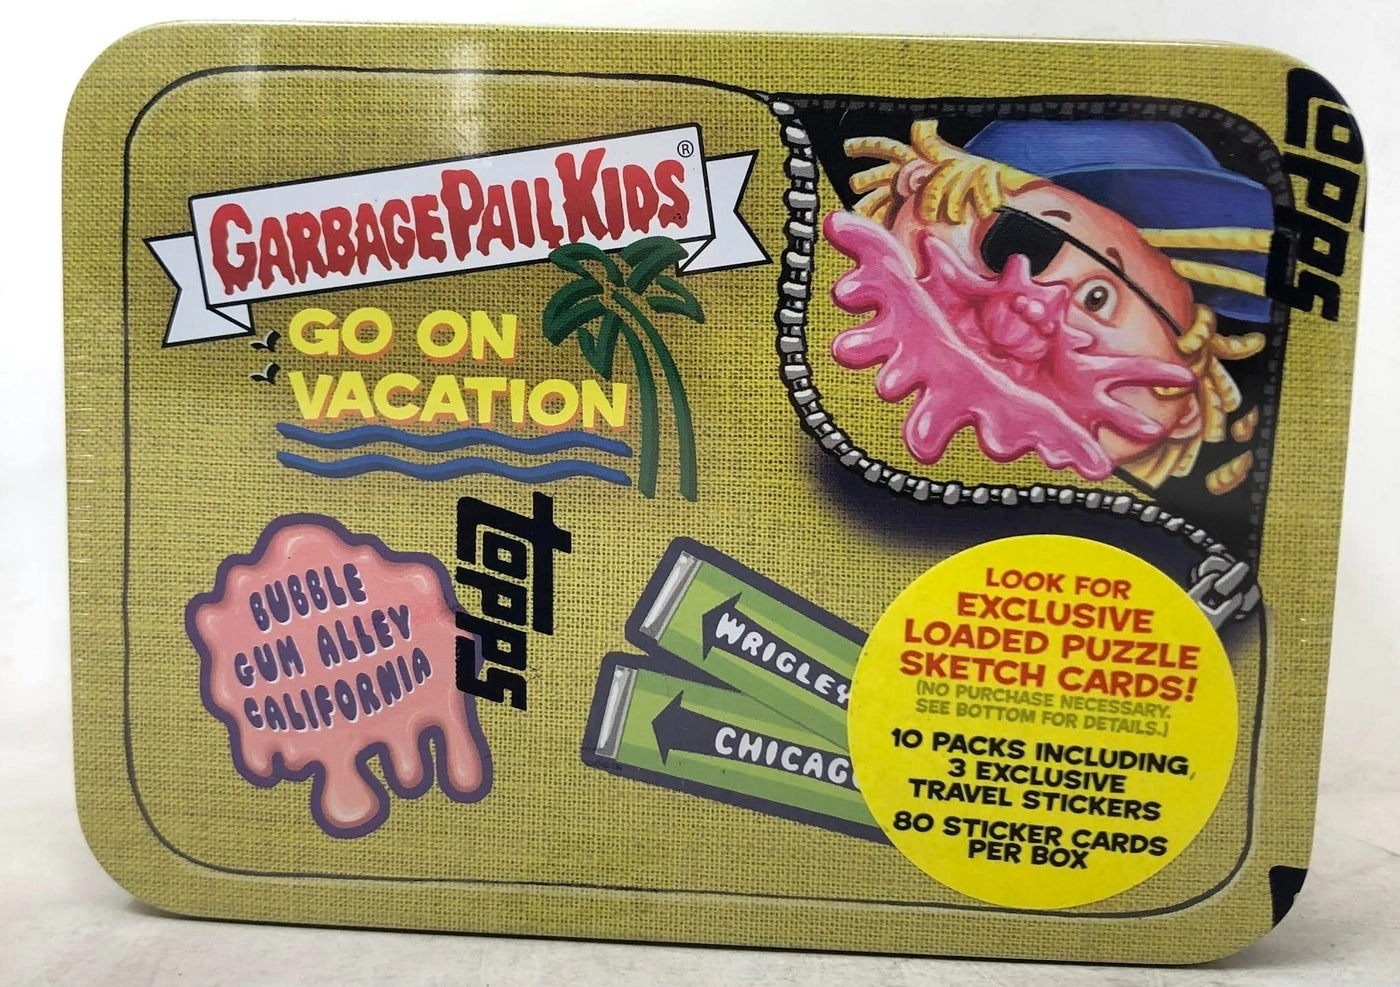 GARBAGE PAIL KIDS®
GO ON
VACATION
BUBBLE
GUM ALLEY
CALIFORNIA
topps
WRIGLEY
CHICAG
LOOK FOR
EXCLUSIVE
LOADED PUZZLE
SKETCH CARDS!
(NO PURCHASE NECESSARY.
SEE BOTTOM FOR DETAILS.)
10 PACKS INCLUDING
3 EXCLUSIVE
TRAVEL STICKERS
80 STICKER CARDS
PER BOX
topps